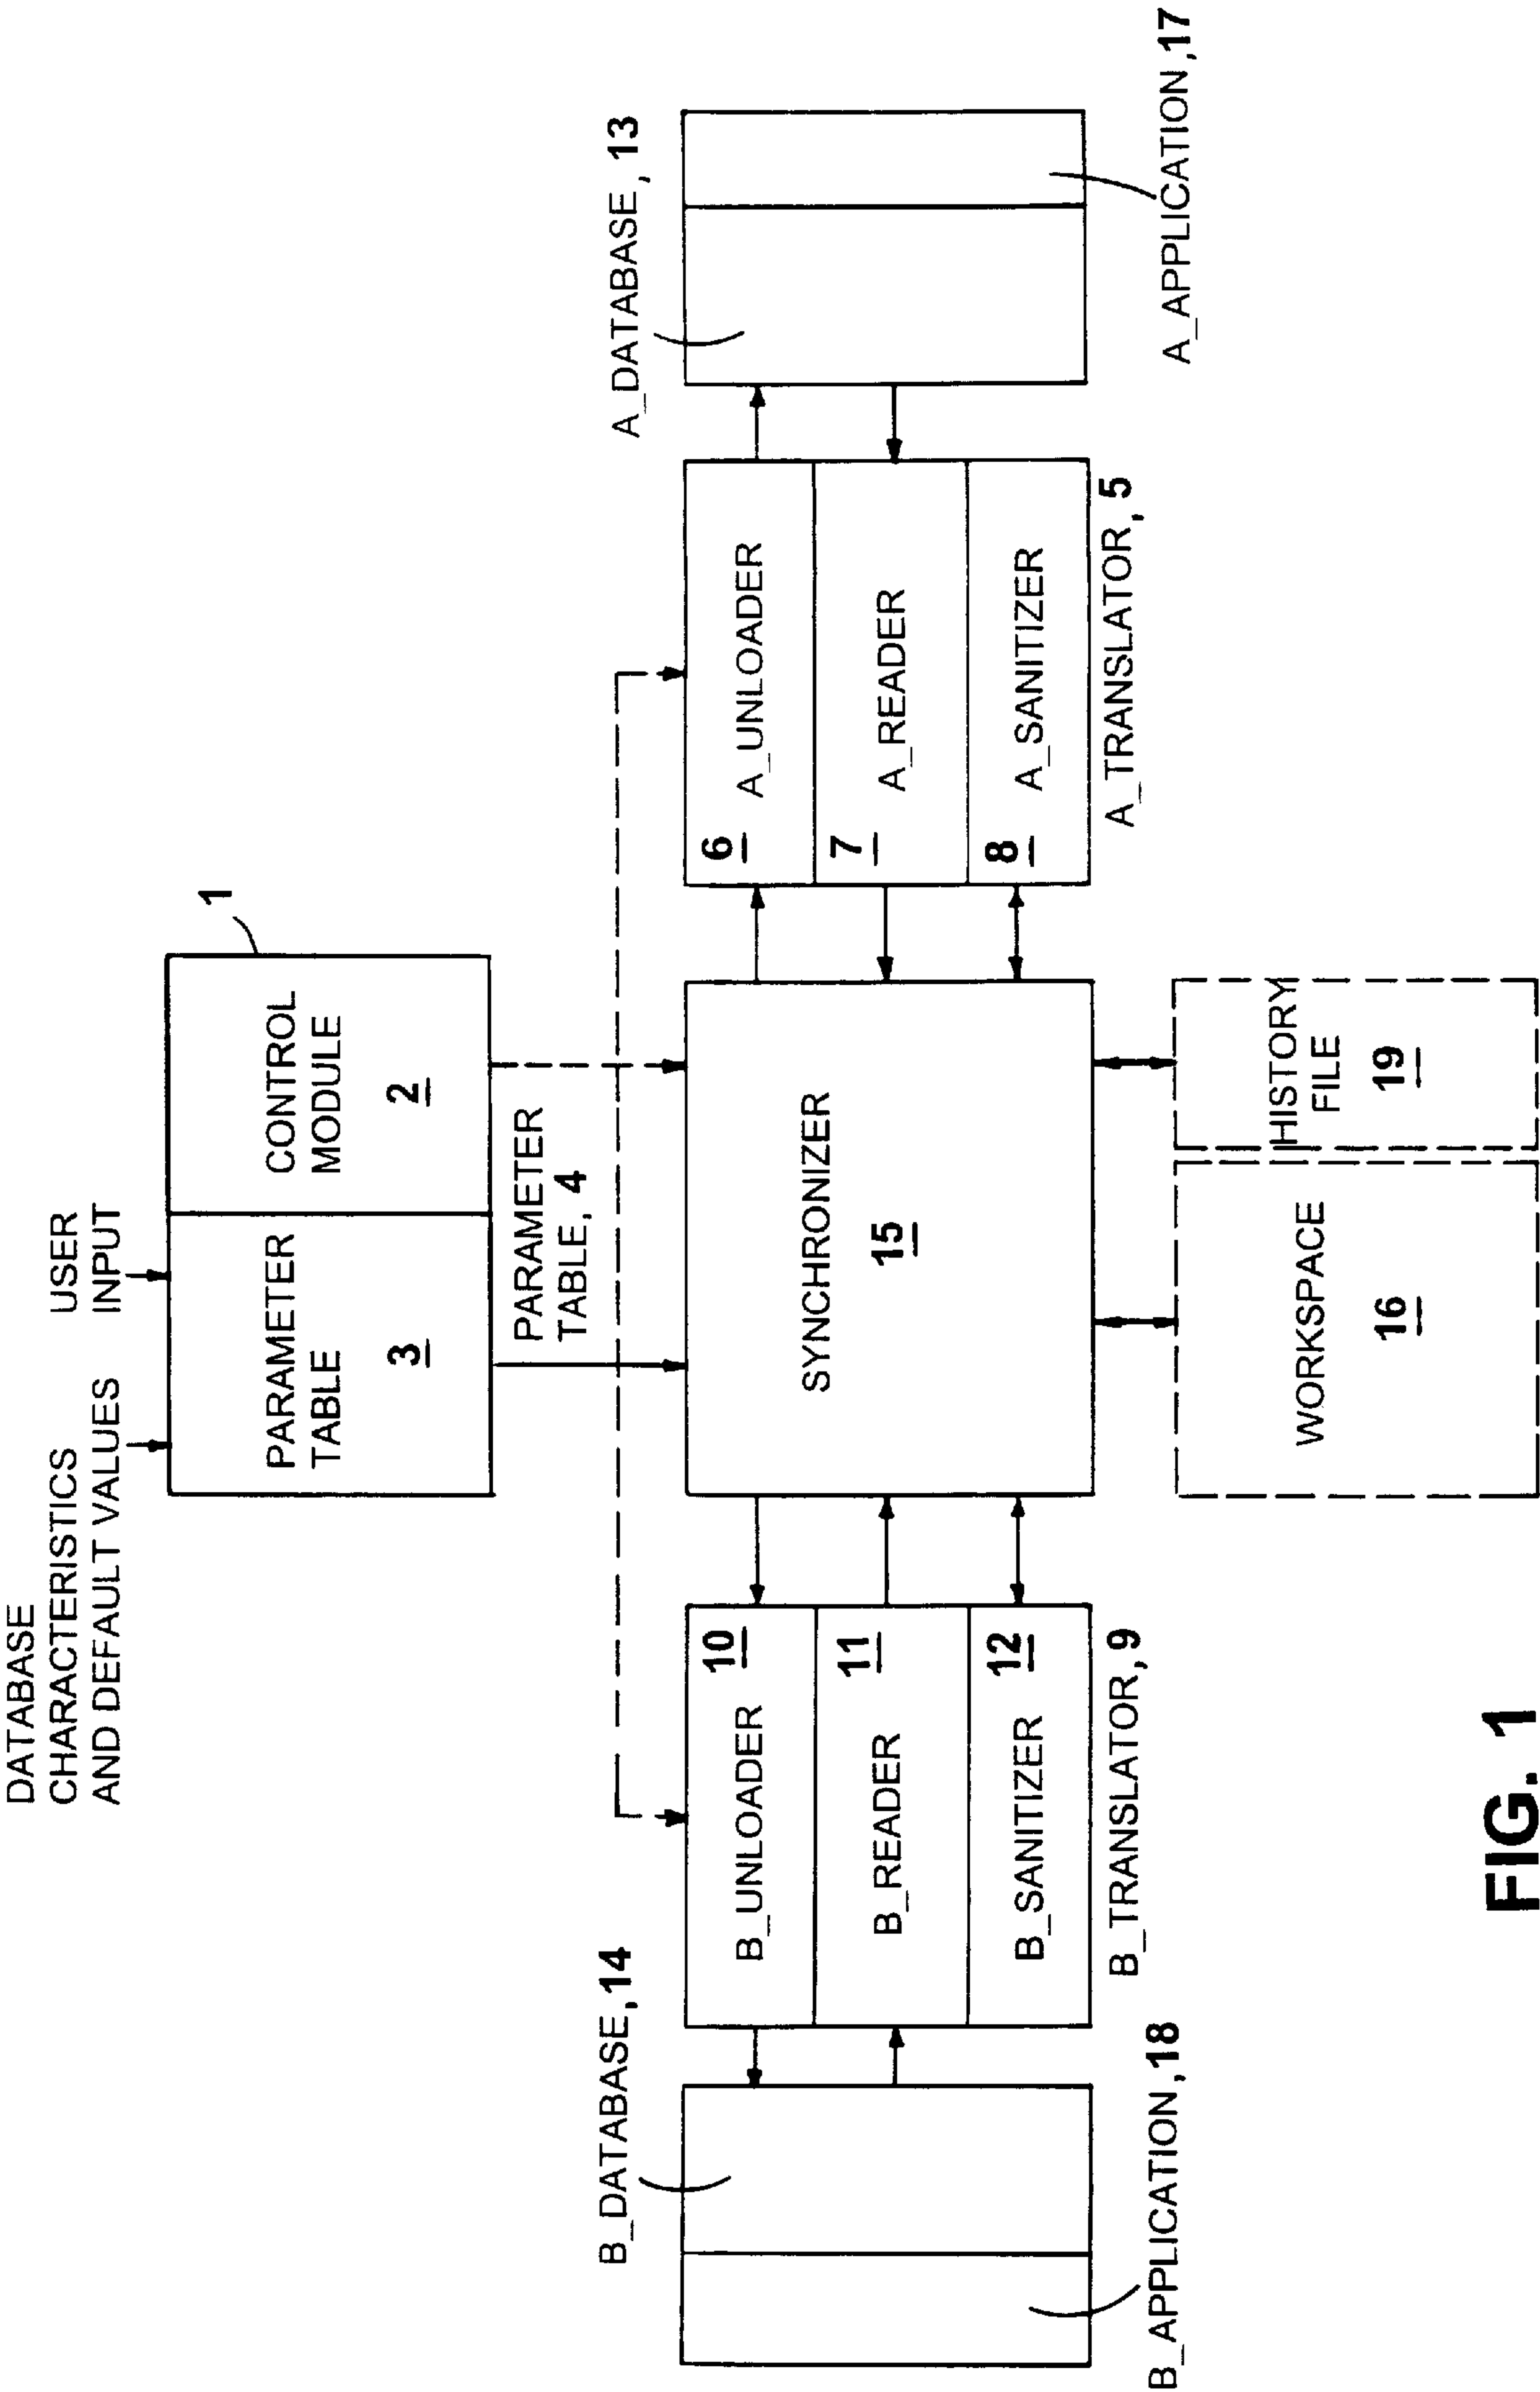 DATABASE
CHARACTERISTICS
AND DEFAULT VALUES
USER
INPUT
PARAMETER
TABLE
3
CONTROL
MODULE
2
1
PARAMETER
TABLE, 4
B_DATABASE,14
B_APPLICATION,18
B_UNLOADER
10
B_READER
11
B_SANITIZER
12
B_TRANSLATOR,9
SYNCHRONIZER
15
WORKSPACE
16
HISTORY
FILE
19
6
A_UNLOADER
7
A_READER
8
A_SANITIZER
A_TRANSLATOR, 5
A_DATABASE, 13
A_APPLICATION,17
FIG. 1